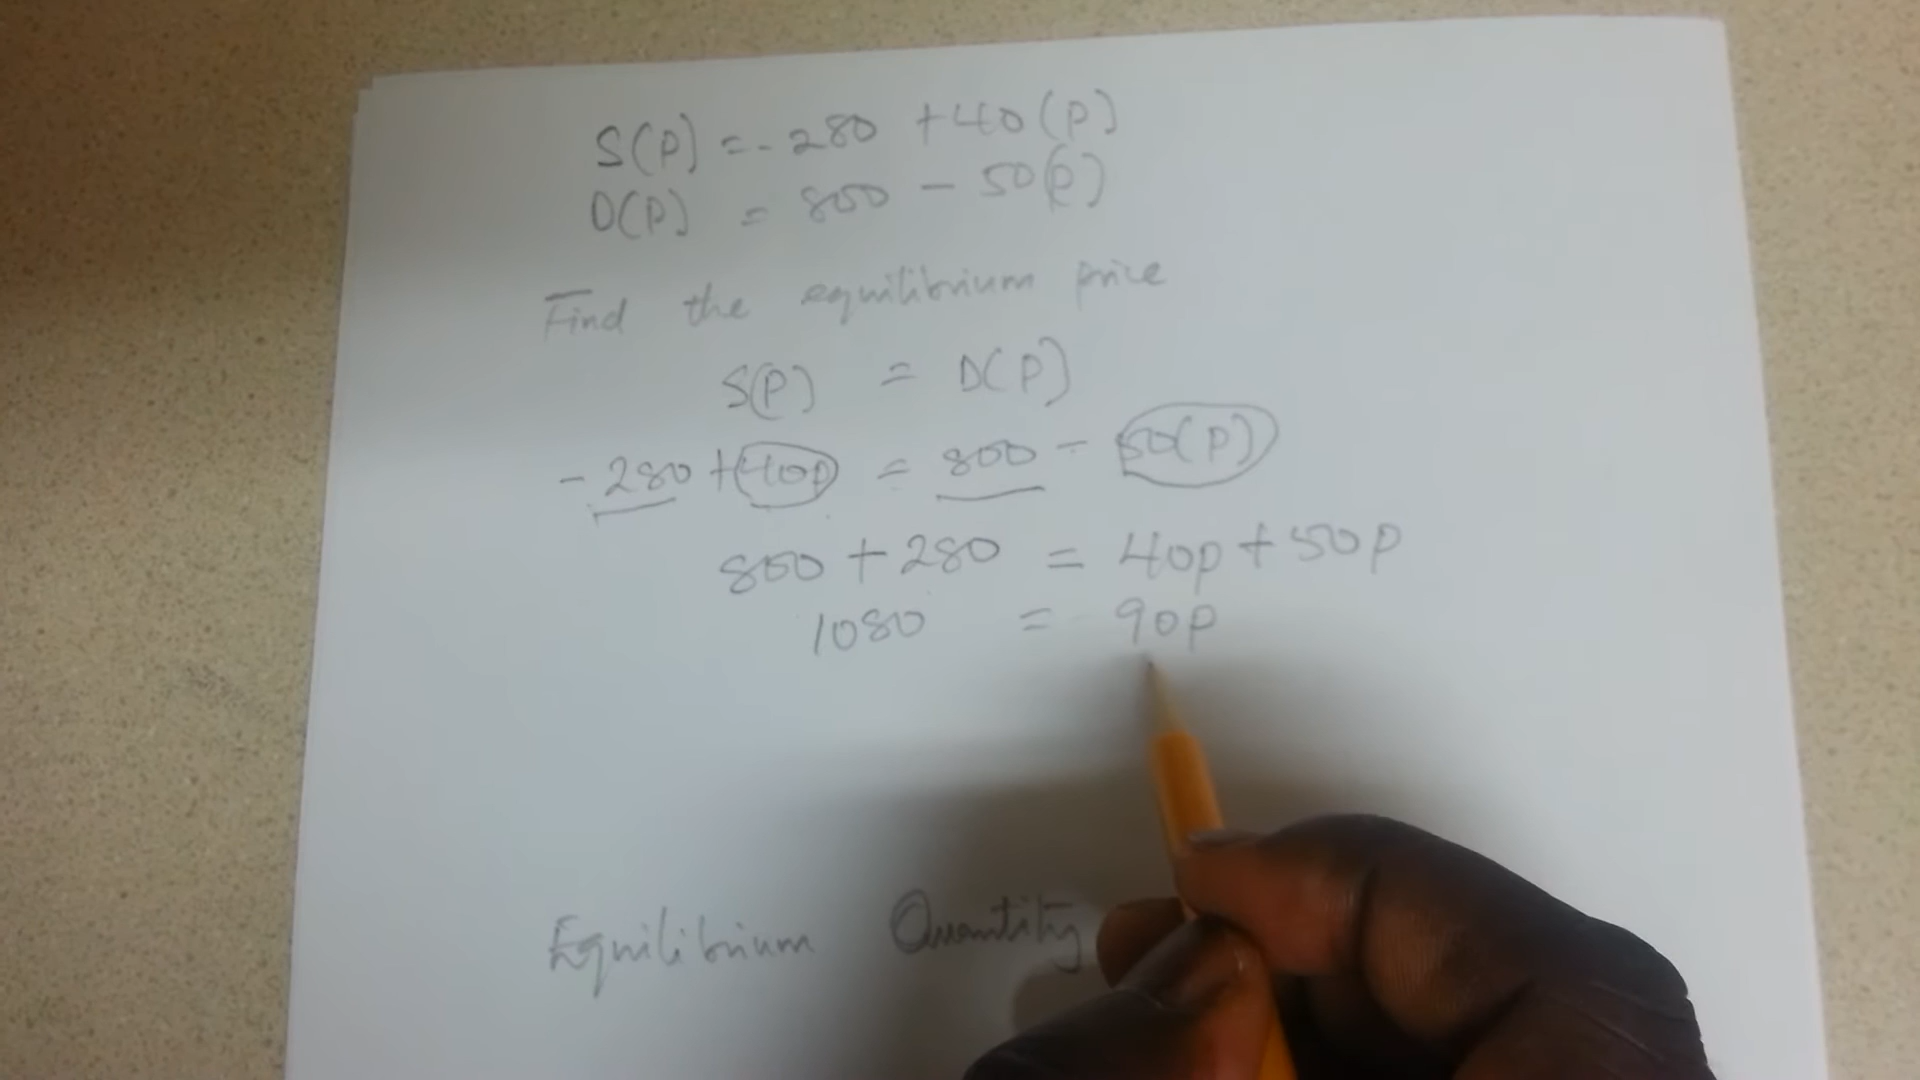 S(P) = - 280 + 40(P)
D(P) = 800 - 50(P)
Find the equilibrium price
S(P) = D(P)
- 280 + 40p = 800 - 50(P)
800 + 280 = 40p + 50p
1080 = 90p
Equilibrium Quantity